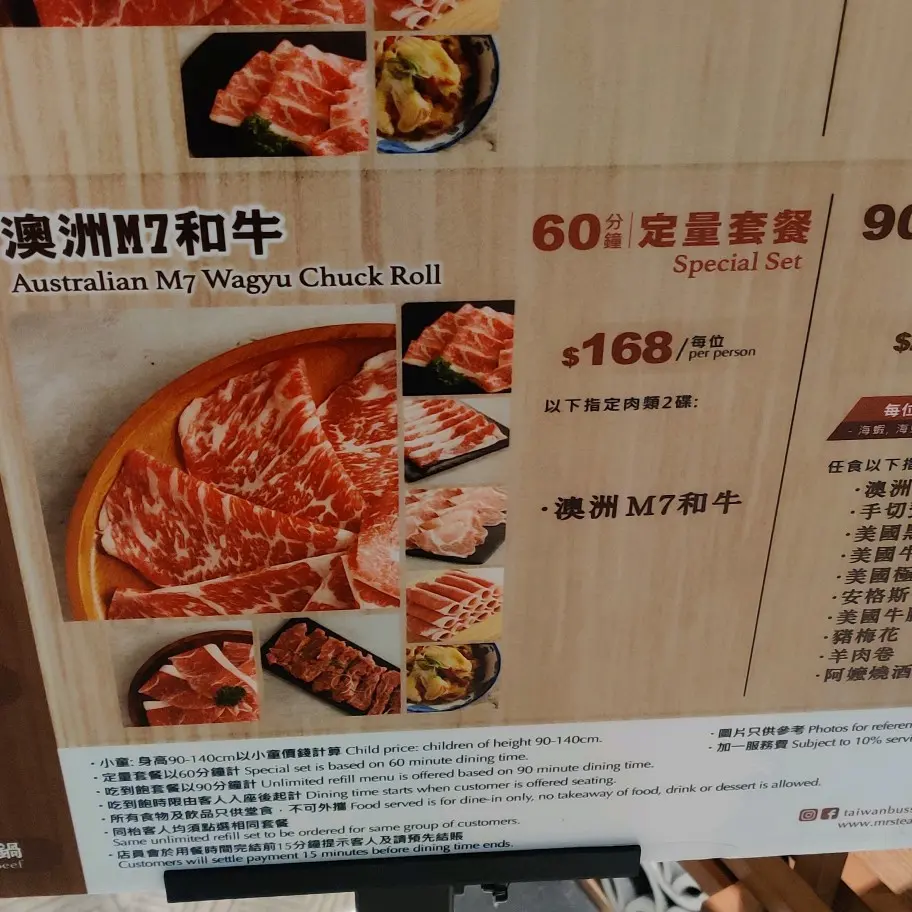 澳洲M7和牛
Australian M7 Wagyu Chuck Roll
60分鐘 定量套餐
Special Set
$168/每位 per person
以下指定肉類2碟:
·澳洲M7和牛
90
$
每位
- 海蝦, 海
任食以下指
·澳洲
·手切
·美國
·美國牛
·美國極
·安格斯
·美國牛
·豬梅花
·羊肉卷
·阿嬤燒酒
·小童: 身高90-140cm以小童價錢計算 Child price: children of height 90-140cm.
·定量套餐以60分鐘計 Special set is based on 60 minute dining time.
·吃到飽套餐以90分鐘計 Unlimited refill menu is offered based on 90 minute dining time.
·吃到飽時限由客人入座後起計 Dining time starts when customer is offered seating.
·所有食物及飲品只供堂食﹐不可外攜 Food served is for dine-in only, no takeaway of food, drink or dessert is allowed.
·同枱客人均須點選相同套餐
Same unlimited refill set to be ordered for same group of customers.
·店員會於用餐時間完結前15分鐘提示客人及請預先結賬
Customers will settle payment 15 minutes before dining time ends.
·圖片只供參考 Photos for referen
·加一服務費 Subject to 10% servi
taiwanbuss
www.mrstea
鍋
beef